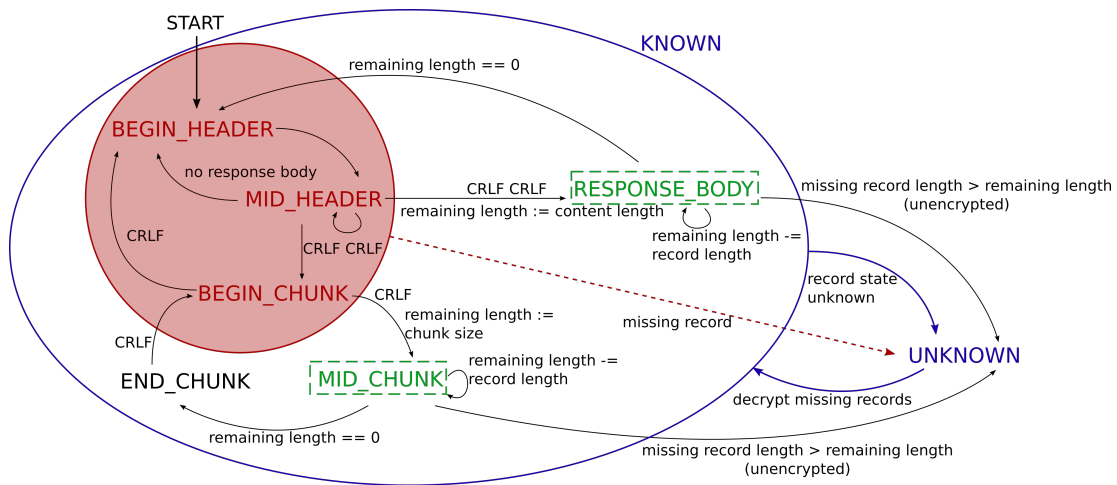 START
KNOWN
remaining length == 0
BEGIN_HEADER
no response body
MID_HEADER
CRLF CRLF
remaining length := content length
RESPONSE_BODY
missing record length > remaining length
(unencrypted)
CRLF
CRLF CRLF
remaining length -=
record length
record state
unknown
BEGIN_CHUNK
CRLF
remaining length :=
chunk size
missing record
CRLF
UNKNOWN
END_CHUNK
MID_CHUNK
remaining length -=
record length
decrypt missing records
remaining length == 0
missing record length > remaining length
(unencrypted)